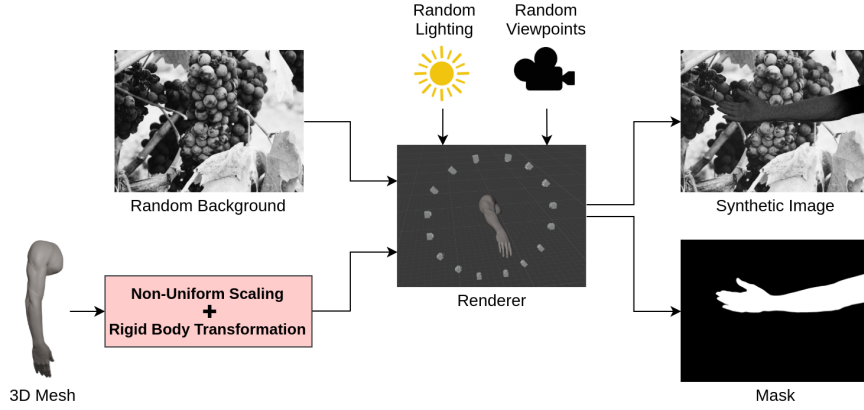 Random
Lighting
Random
Viewpoints
Random Background
Synthetic Image
Non-Uniform Scaling
+
Rigid Body Transformation
Renderer
3D Mesh
Mask